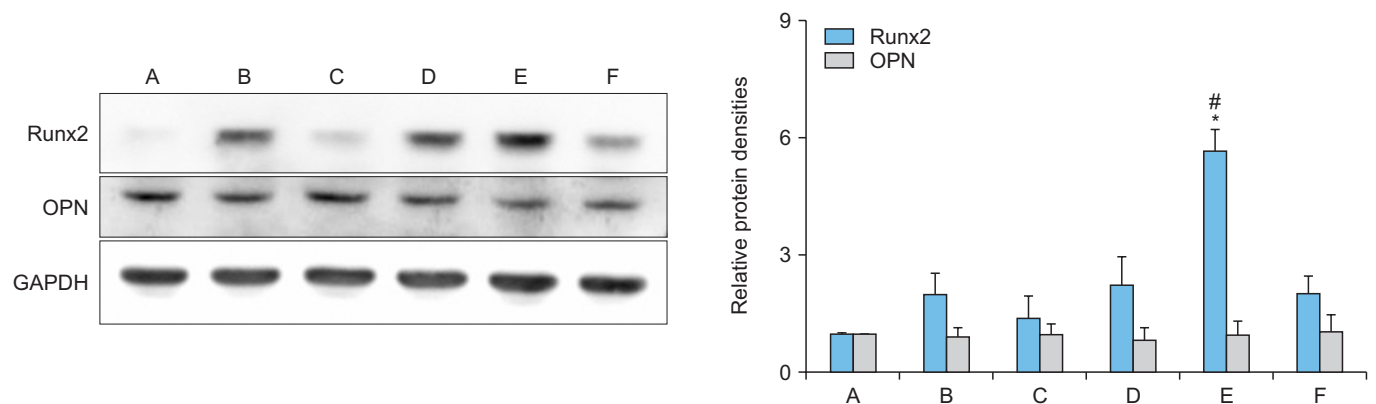 A B C D E F
Runx2
OPN
GAPDH
Relative protein densities
9
6
3
0
Runx2
OPN
#
*
A B C D E F